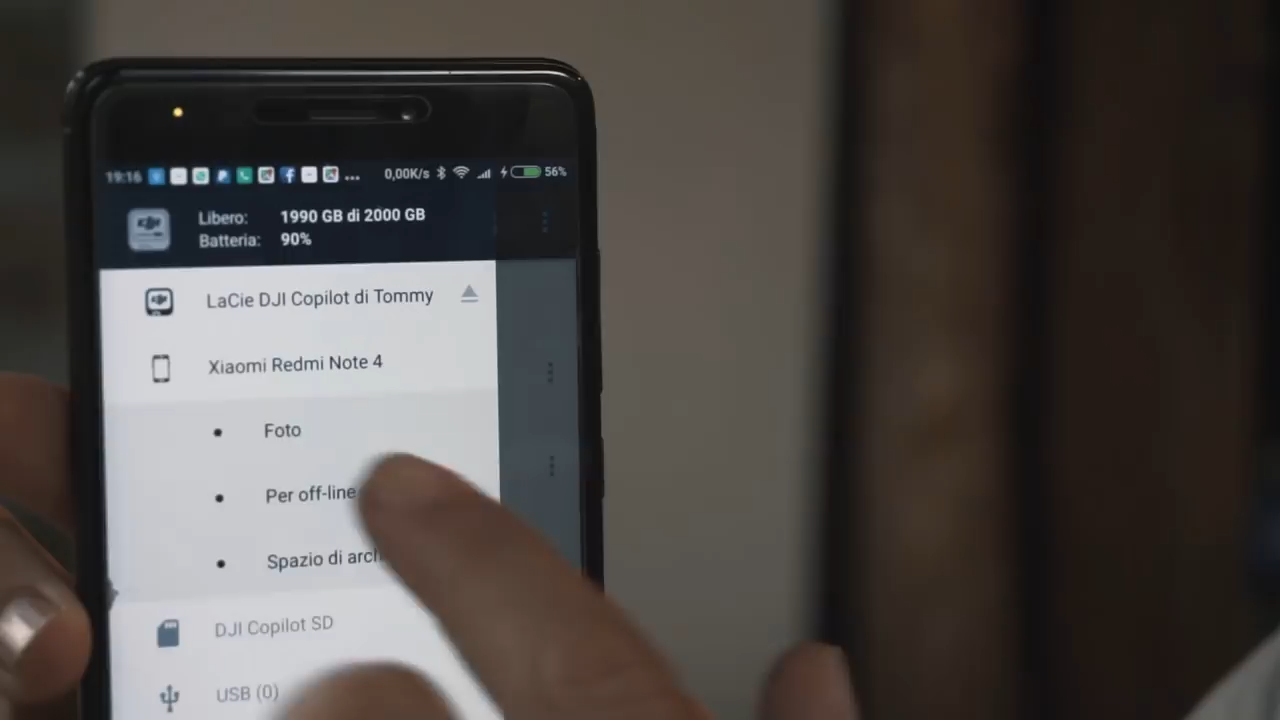 19:16 0,00K/s 56%
Libero: 1990 GB di 2000 GB
Batteria: 90%
LaCie DJI Copilot di Tommy
Xiaomi Redmi Note 4
Foto
Per off-line
Spazio di
DJI Copilot SD
USB (0)